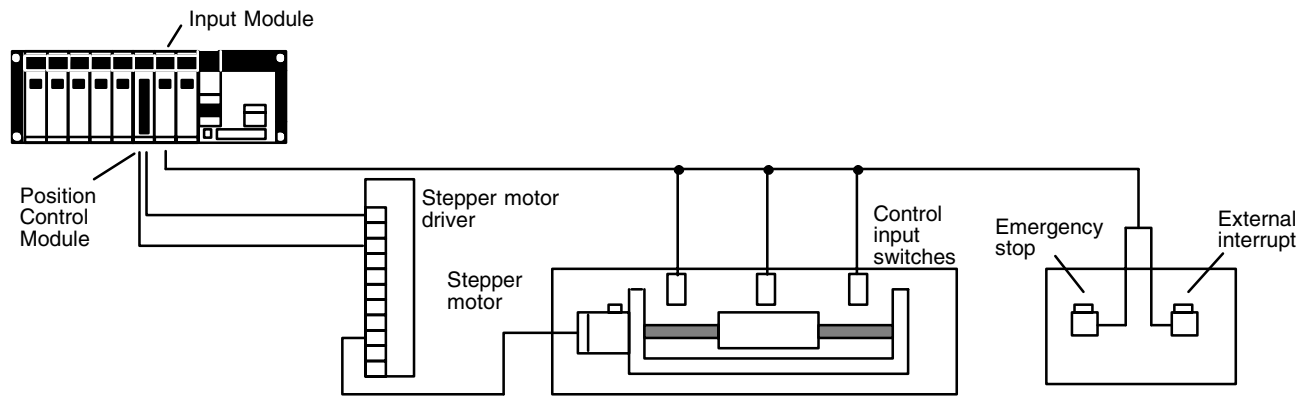 Input Module
Position
Control
Module
Stepper motor
driver
Stepper
motor
Control
input
switches
Emergency
stop
External
interrupt